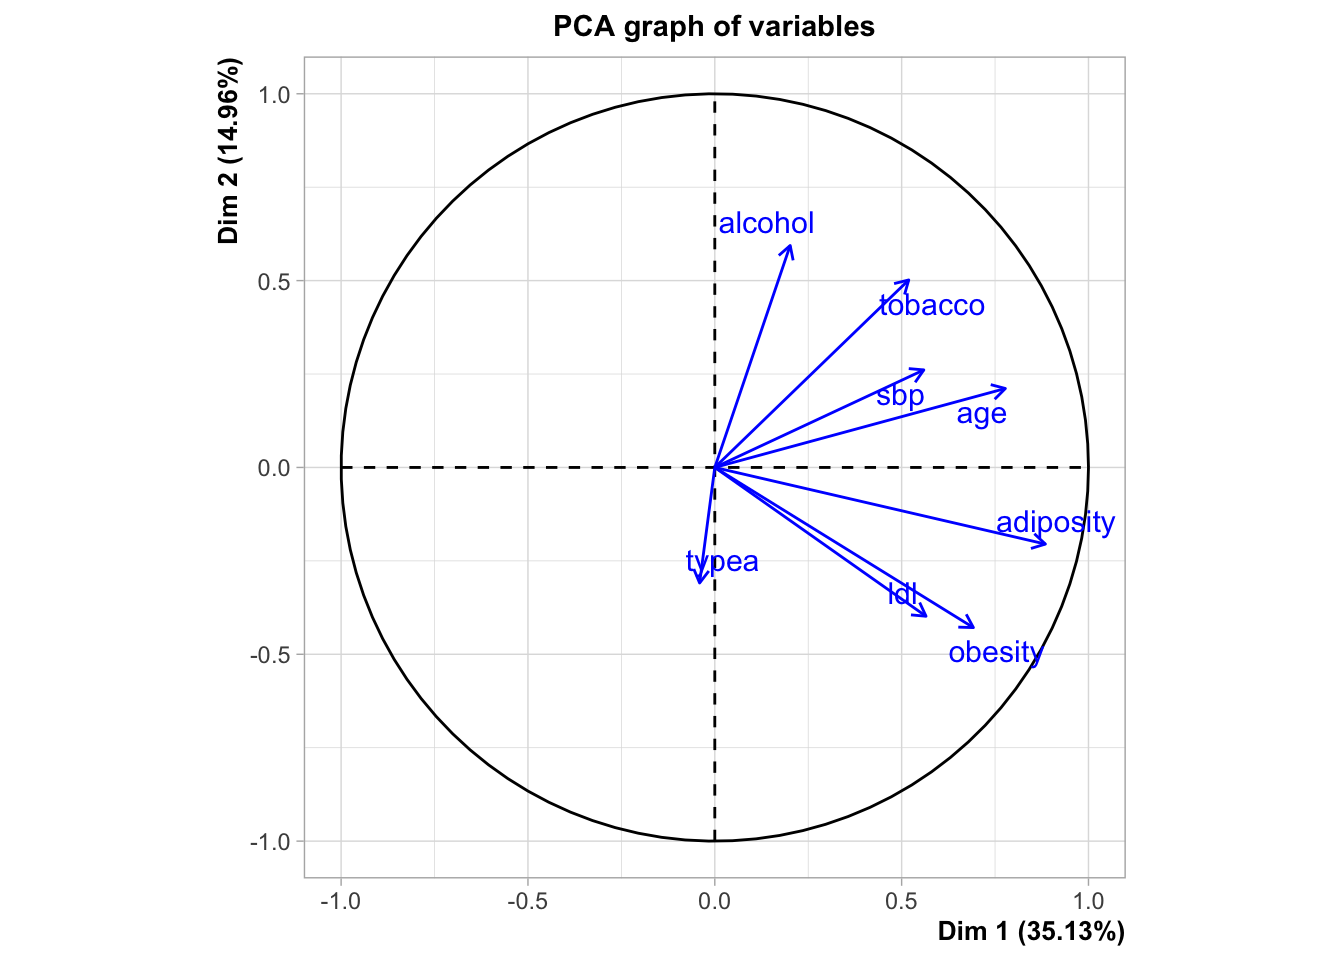 PCA graph of variables
Dim 2 (14.96%)
1.0
0.5
0.0
-0.5
-1.0
alcohol
tobacco
sbp
age
adiposity
typea
ldl
obesity
-1.0
-0.5
0.0
0.5
1.0
Dim 1 (35.13%)